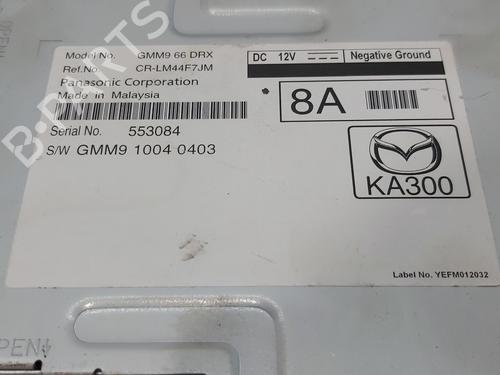 Model No. GMM9 66 DRX
Ref.No. CR-LM44F7JM
Panasonic Corporation
Made in Malaysia
Serial No. 553084
S/W GMM9 1004 0403
DC 12V Negative Ground
8A
KA300
Label No. YEFM012032
B-PARTS